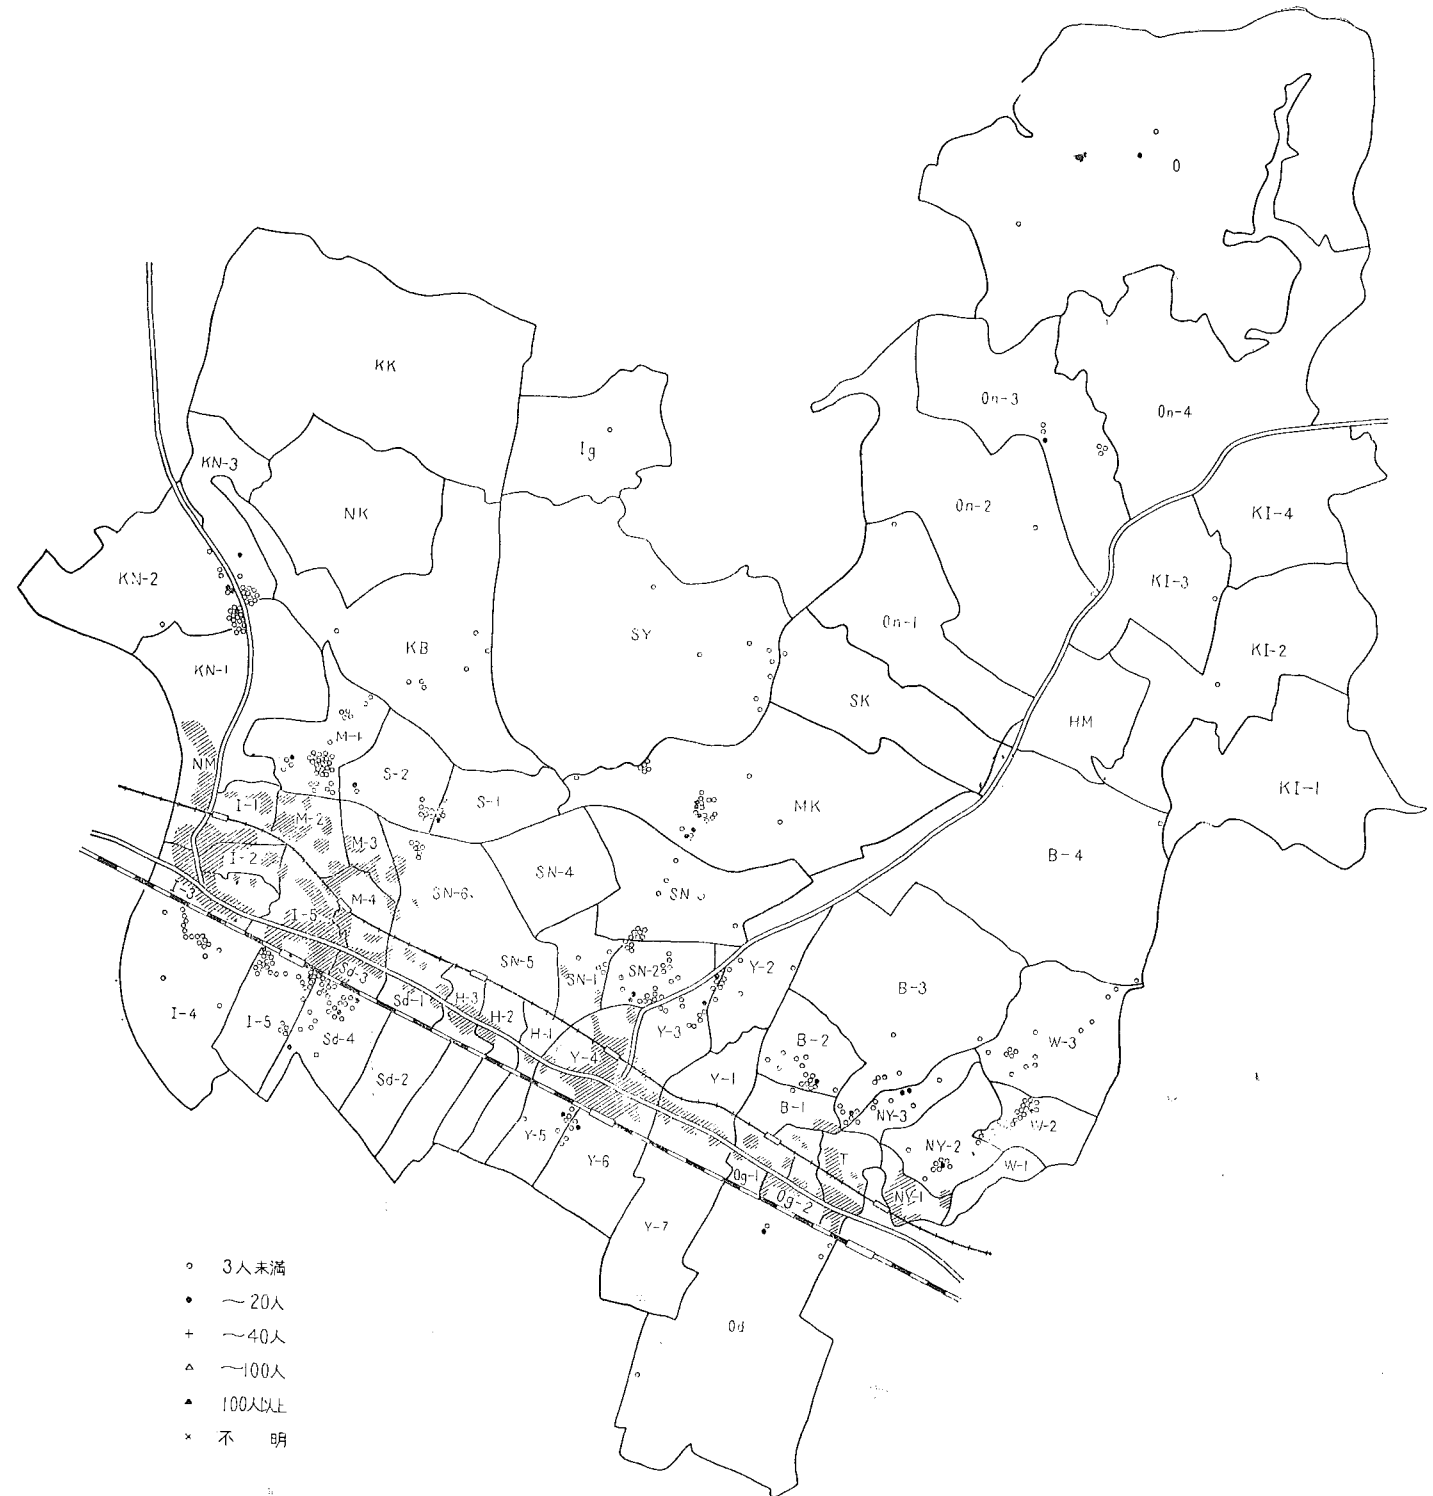 O
KK
On-3
On-4
Ig
KN-3
NK
On-2
KI-4
KN-2
KI-3
On-1
SY
KB
KI-2
KN-1
SK
HM
M-1
NM
S-2
KI-1
S-1
I-1
MK
M-2
M-3
B-4
I-2
SN-4
I-3
M-4
SN-6
I-5
SN-5
Y-2
Sd-3
SN-1
SN-2
B-3
Sd-1
H-3
I-4
H-2
I-5
H-1
Y-3
Sd-4
B-2
W-3
Y-4
Sd-2
Y-1
B-1
NY-3
Y-5
NY-2
W-2
Y-6
T
W-1
Og-1
NY-1
Og-2
Y-7
Od
○ 3人未満
● 〜20人
+ 〜40人
△ 〜100人
▲ 100人以上
× 不 明